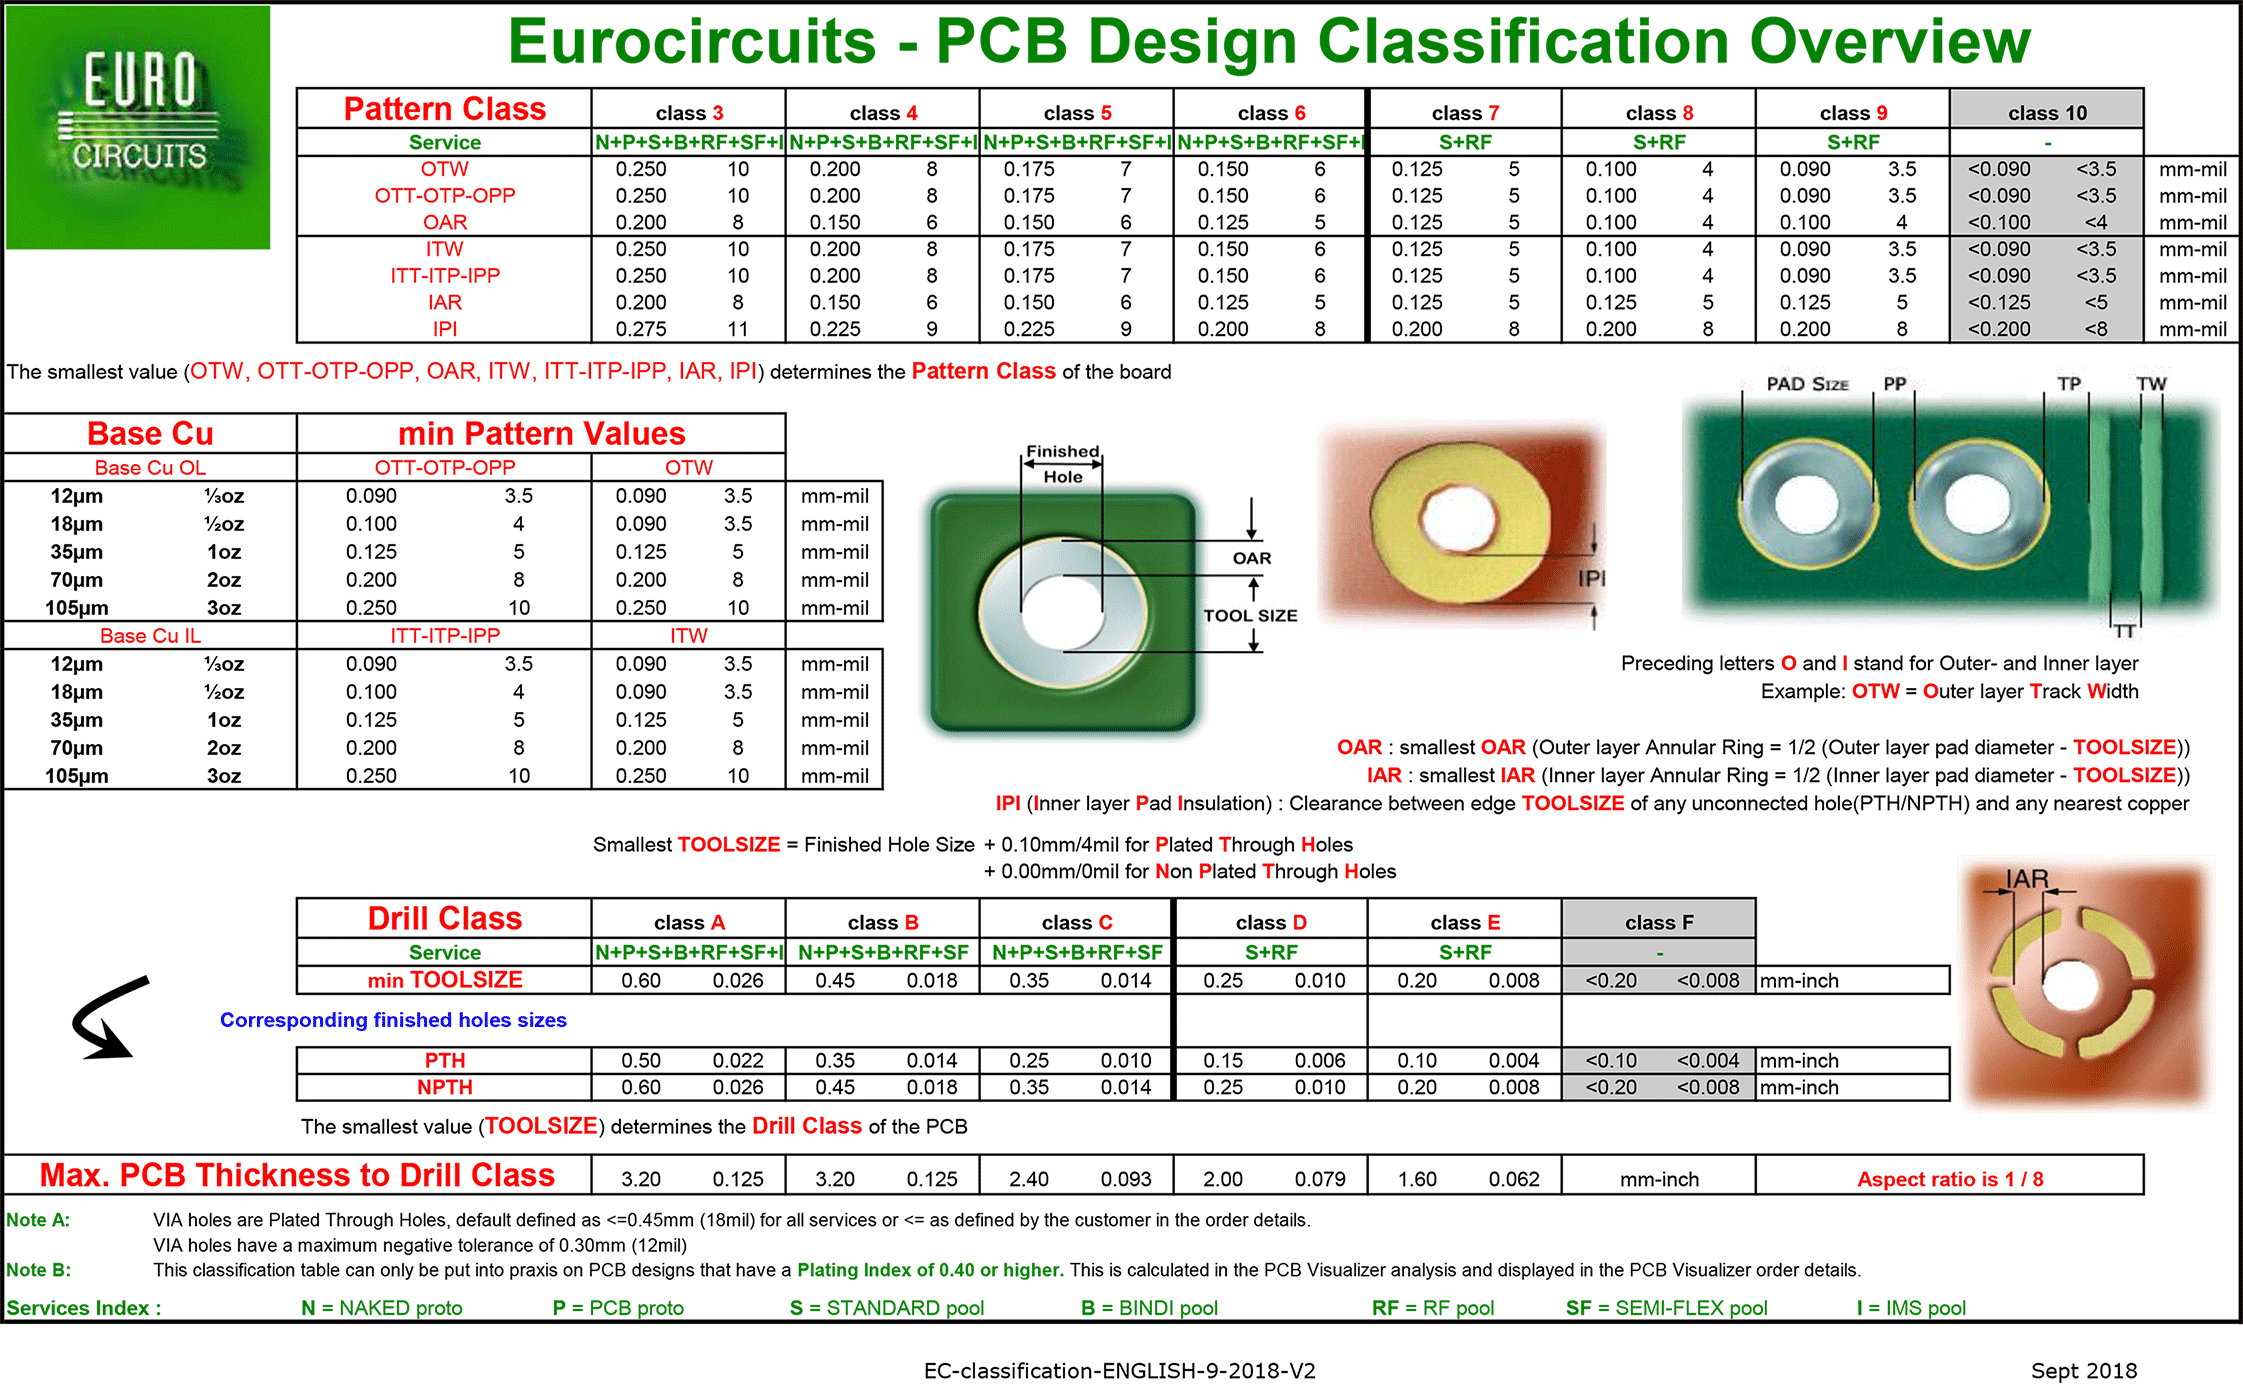 EURO
CIRCUITS
Eurocircuits - PCB Design Classification Overview
Pattern Class class 3 class 4 class 5 class 6 class 7 class 8 class 9 class 10
Service N+P+S+B+RF+SF+I N+P+S+B+RF+SF+I N+P+S+B+RF+SF+I N+P+S+B+RF+SF+I S+RF S+RF S+RF -
OTW 0.250 10 0.200 8 0.175 7 0.150 6 0.125 5 0.100 4 0.090 3.5 <0.090 <3.5 mm-mil
OTT-OTP-OPP 0.250 10 0.200 8 0.175 7 0.150 6 0.125 5 0.100 4 0.090 3.5 <0.090 <3.5 mm-mil
OAR 0.200 8 0.150 6 0.150 6 0.125 5 0.125 5 0.100 4 0.100 4 <0.100 <4 mm-mil
ITW 0.250 10 0.200 8 0.175 7 0.150 6 0.125 5 0.100 4 0.090 3.5 <0.090 <3.5 mm-mil
ITT-ITP-IPP 0.250 10 0.200 8 0.175 7 0.150 6 0.125 5 0.100 4 0.090 3.5 <0.090 <3.5 mm-mil
IAR 0.200 8 0.150 6 0.150 6 0.125 5 0.125 5 0.125 5 0.125 5 <0.125 <5 mm-mil
IPI 0.275 11 0.225 9 0.225 9 0.200 8 0.200 8 0.200 8 0.200 8 <0.200 <8 mm-mil
The smallest value (OTW, OTT-OTP-OPP, OAR, ITW, ITT-ITP-IPP, IAR, IPI) determines the Pattern Class of the board
Base Cu min Pattern Values
Base Cu OL OTT-OTP-OPP OTW
12µm ⅓oz 0.090 3.5 0.090 3.5 mm-mil
18µm ½oz 0.100 4 0.090 3.5 mm-mil
35µm 1oz 0.125 5 0.125 5 mm-mil
70µm 2oz 0.200 8 0.200 8 mm-mil
105µm 3oz 0.250 10 0.250 10 mm-mil
Base Cu IL ITT-ITP-IPP ITW
12µm ⅓oz 0.090 3.5 0.090 3.5 mm-mil
18µm ½oz 0.100 4 0.090 3.5 mm-mil
35µm 1oz 0.125 5 0.125 5 mm-mil
70µm 2oz 0.200 8 0.200 8 mm-mil
105µm 3oz 0.250 10 0.250 10 mm-mil
Finished
Hole
OAR
TOOL SIZE
IPI
PAD SIZE PP TP TW
TT
Preceding letters O and I stand for Outer- and Inner layer
Example: OTW = Outer layer Track Width
OAR : smallest OAR (Outer layer Annular Ring = 1/2 (Outer layer pad diameter - TOOLSIZE))
IAR : smallest IAR (Inner layer Annular Ring = 1/2 (Inner layer pad diameter - TOOLSIZE))
IPI (Inner layer Pad Insulation) : Clearance between edge TOOLSIZE of any unconnected hole(PTH/NPTH) and any nearest copper
Smallest TOOLSIZE = Finished Hole Size + 0.10mm/4mil for Plated Through Holes
+ 0.00mm/0mil for Non Plated Through Holes
IAR
Drill Class class A class B class C class D class E class F
Service N+P+S+B+RF+SF+I N+P+S+B+RF+SF N+P+S+B+RF+SF S+RF S+RF -
min TOOLSIZE 0.60 0.026 0.45 0.018 0.35 0.014 0.25 0.010 0.20 0.008 <0.20 <0.008 mm-inch
Corresponding finished holes sizes
PTH 0.50 0.022 0.35 0.014 0.25 0.010 0.15 0.006 0.10 0.004 <0.10 <0.004 mm-inch
NPTH 0.60 0.026 0.45 0.018 0.35 0.014 0.25 0.010 0.20 0.008 <0.20 <0.008 mm-inch
The smallest value (TOOLSIZE) determines the Drill Class of the PCB
Max. PCB Thickness to Drill Class 3.20 0.125 3.20 0.125 2.40 0.093 2.00 0.079 1.60 0.062 mm-inch Aspect ratio is 1 / 8
Note A: VIA holes are Plated Through Holes, default defined as <=0.45mm (18mil) for all services or <= as defined by the customer in the order details.
VIA holes have a maximum negative tolerance of 0.30mm (12mil)
Note B: This classification table can only be put into praxis on PCB designs that have a Plating Index of 0.40 or higher. This is calculated in the PCB Visualizer analysis and displayed in the PCB Visualizer order details.
Services Index : N = NAKED proto P = PCB proto S = STANDARD pool B = BINDI pool RF = RF pool SF = SEMI-FLEX pool I = IMS pool
EC-classification-ENGLISH-9-2018-V2 Sept 2018